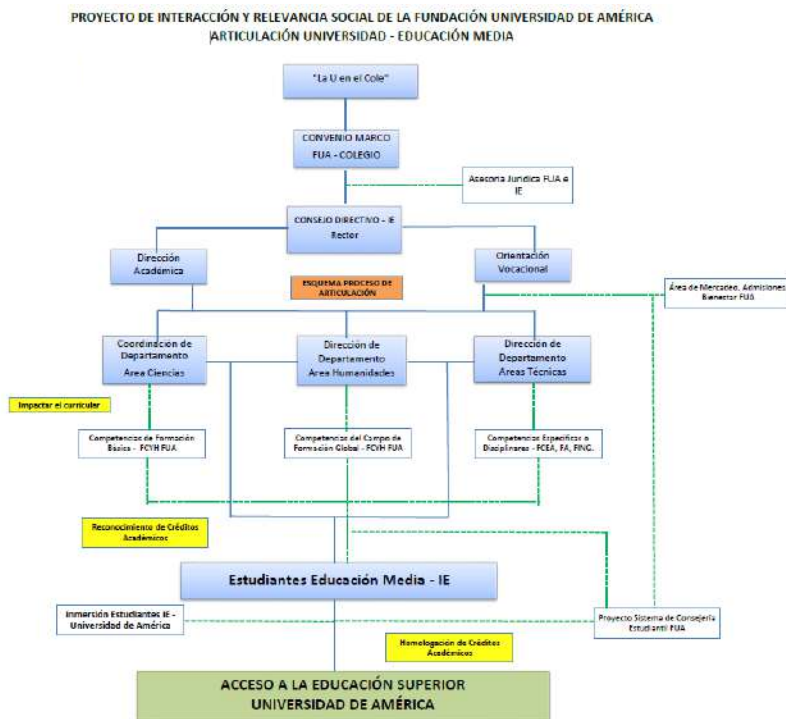 PROYECTO DE INTERACCIÓN Y RELEVANCIA SOCIAL DE LA FUNDACIÓN UNIVERSIDAD DE AMÉRICA
ARTICULACIÓN UNIVERSIDAD - EDUCACIÓN MEDIA
"La U en el Cole"
CONVENIO MARCO
FUA - COLEGIO
Asesoría Jurídica FUA e
IE
CONSEJO DIRECTIVO - IE
Rector
Dirección
Académica
Orientación
Vocacional
ESQUEMA PROCESO DE
ARTICULACIÓN
Área de Mercadeo, Admisiones
Bienestar FUA
Coordinación de
Departamento
Area Ciencias
Dirección de
Departamento
Area Humanidades
Dirección de
Departamento
Areas Técnicas
Impactar el curricular
Competencias de Formación
Básica - FCYH FUA
Competencias del Campo de
Formación Global - FCYH FUA
Competencias Específicas o
Disciplinares - FCEA, FA, FING.
Reconocimiento de Créditos
Académicos
Estudiantes Educación Media - IE
Inmersión Estudiantes IE -
Universidad de América
Proyecto Sistema de Consejería
Estudiantil FUA
Homologación de Créditos
Académicos
ACCESO A LA EDUCACIÓN SUPERIOR
UNIVERSIDAD DE AMÉRICA